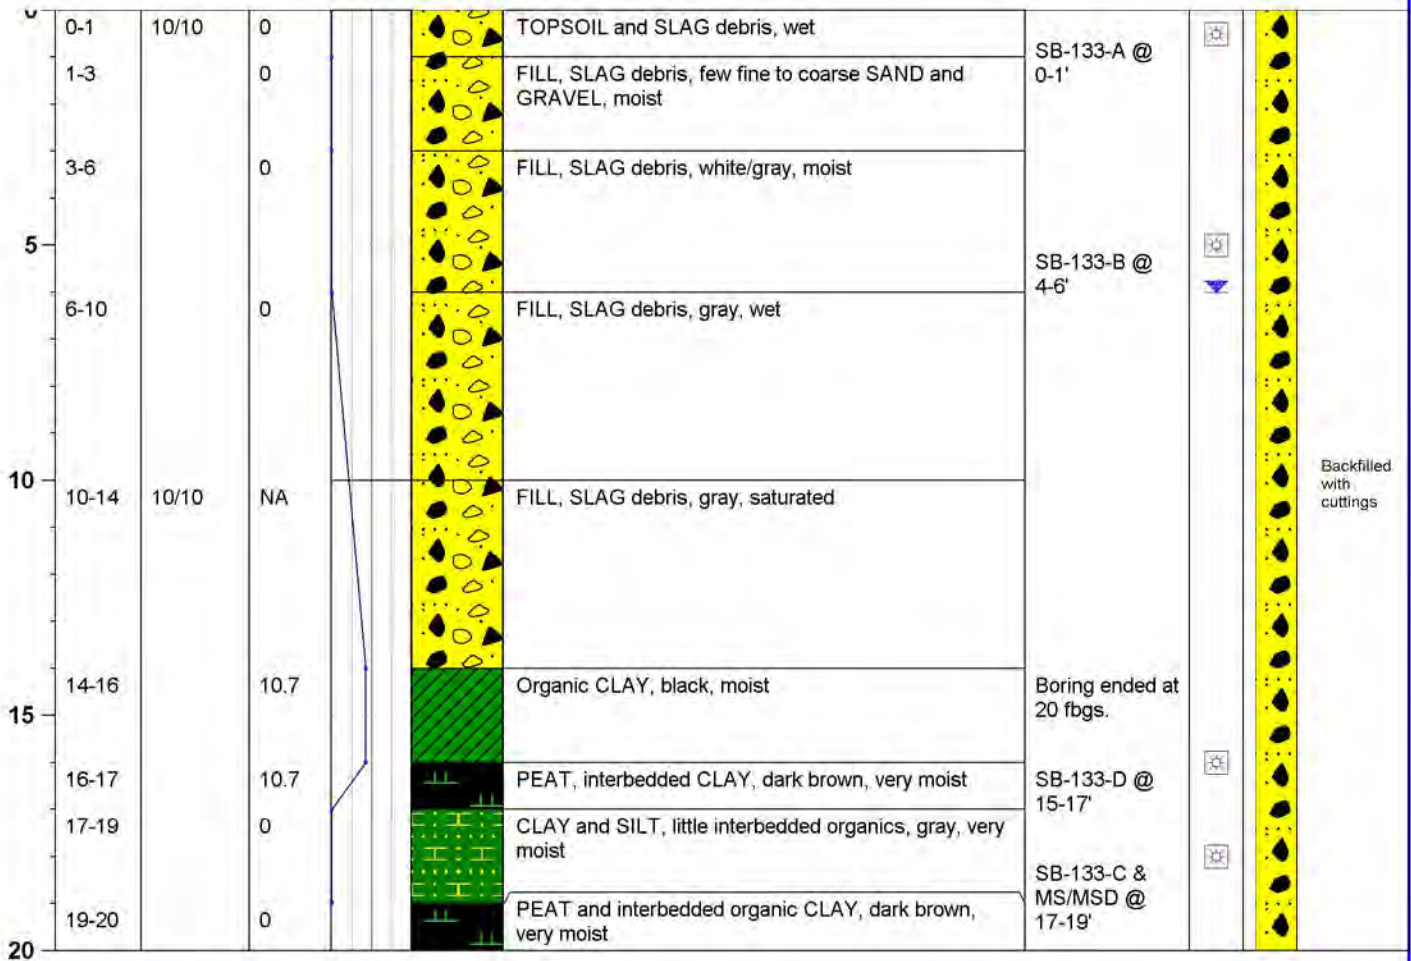 0
0-1 10/10 0 TOPSOIL and SLAG debris, wet
SB-133-A @
0-1'
1-3 0 FILL, SLAG debris, few fine to coarse SAND and
GRAVEL, moist
3-6 0 FILL, SLAG debris, white/gray, moist
5
SB-133-B @
4-6'
6-10 0 FILL, SLAG debris, gray, wet
Backfilled
with
cuttings
10
10-14 10/10 NA FILL, SLAG debris, gray, saturated
14-16 10.7 Organic CLAY, black, moist
Boring ended at
20 fbgs.
15
16-17 10.7 PEAT, interbedded CLAY, dark brown, very moist
SB-133-D @
15-17'
17-19 0 CLAY and SILT, little interbedded organics, gray, very
moist
SB-133-C &
MS/MSD @
17-19'
19-20 0 PEAT and interbedded organic CLAY, dark brown,
very moist
20